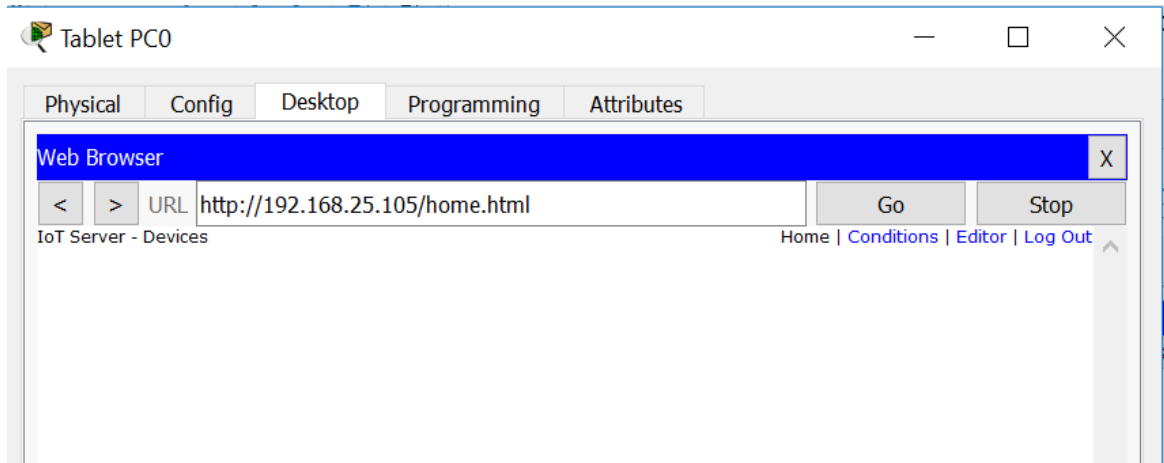 Tablet PC0
Physical Config Desktop Programming Attributes
Web Browser X
< > URL http://192.168.25.105/home.html Go Stop
IoT Server - Devices Home | Conditions | Editor | Log Out